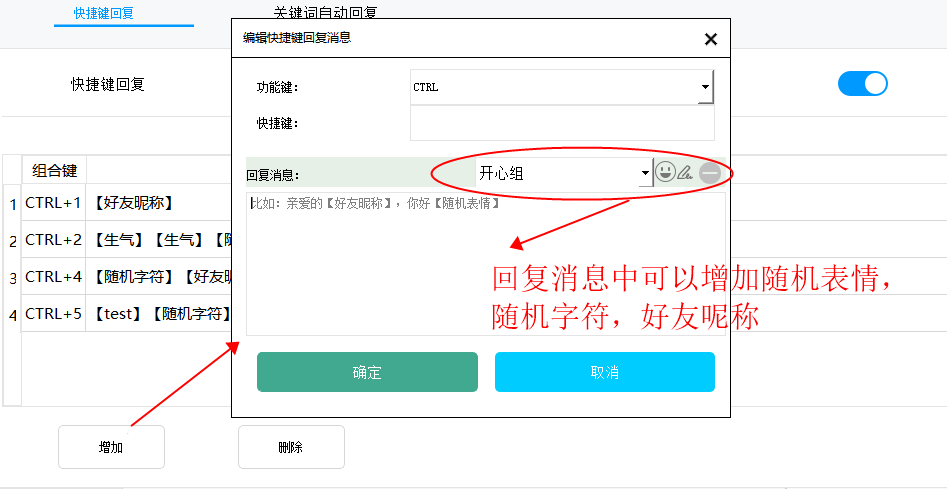 快捷键回复
关键词自动回复
编辑快捷键回复消息
快捷键回复
功能键：
CTRL
快捷键：
组合键
回复消息：
开心组
1 CTRL+1 【好友昵称】
比如：亲爱的【好友昵称】，你好【随机表情】
2 CTRL+2 【生气】【生气】【随
3 CTRL+4 【随机字符】【好友昵
4 CTRL+5 【test】【随机字符】
回复消息中可以增加随机表情，
随机字符，好友昵称
确定
取消
增加
删除